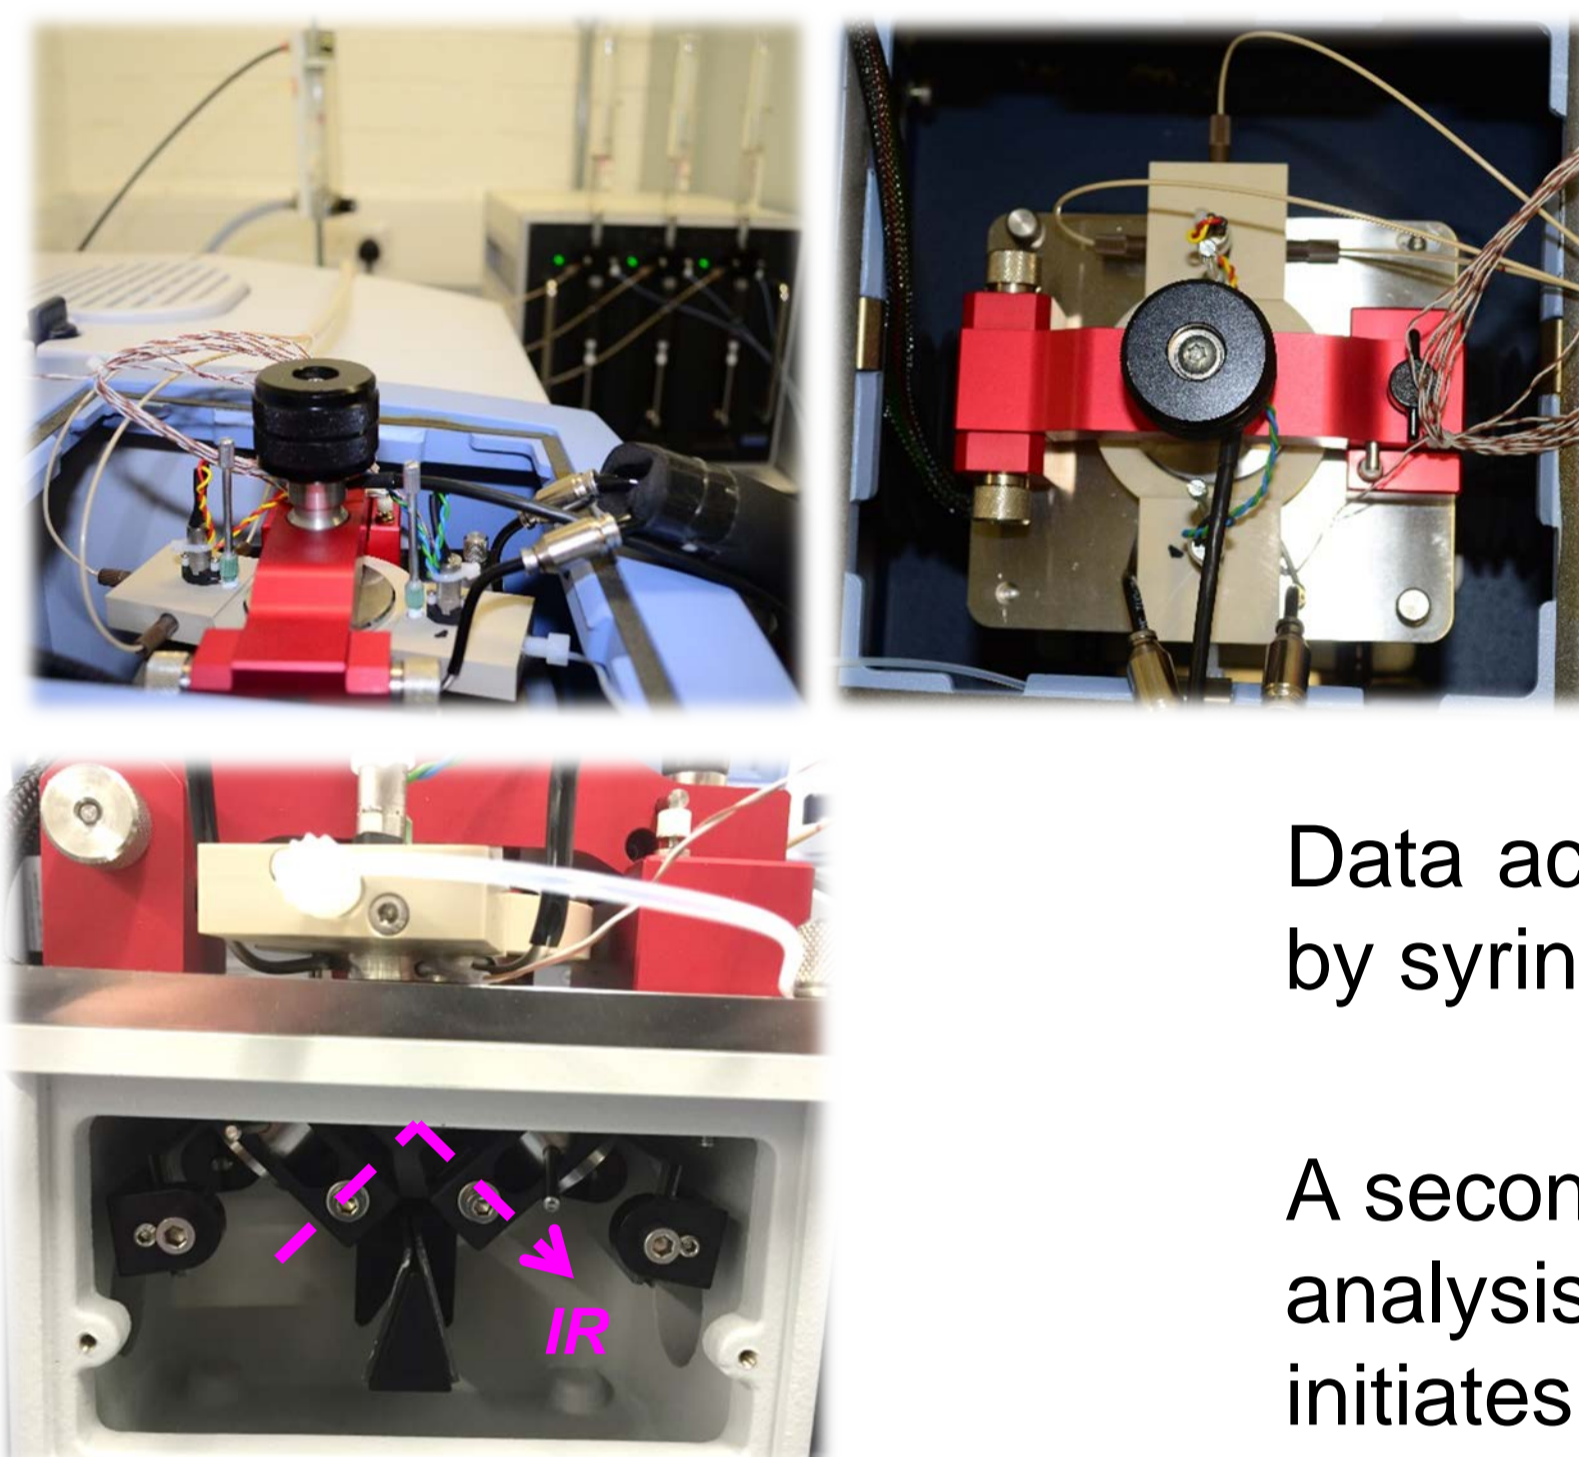 IR
Data ac
by syrin
A secon
analysis
initiates